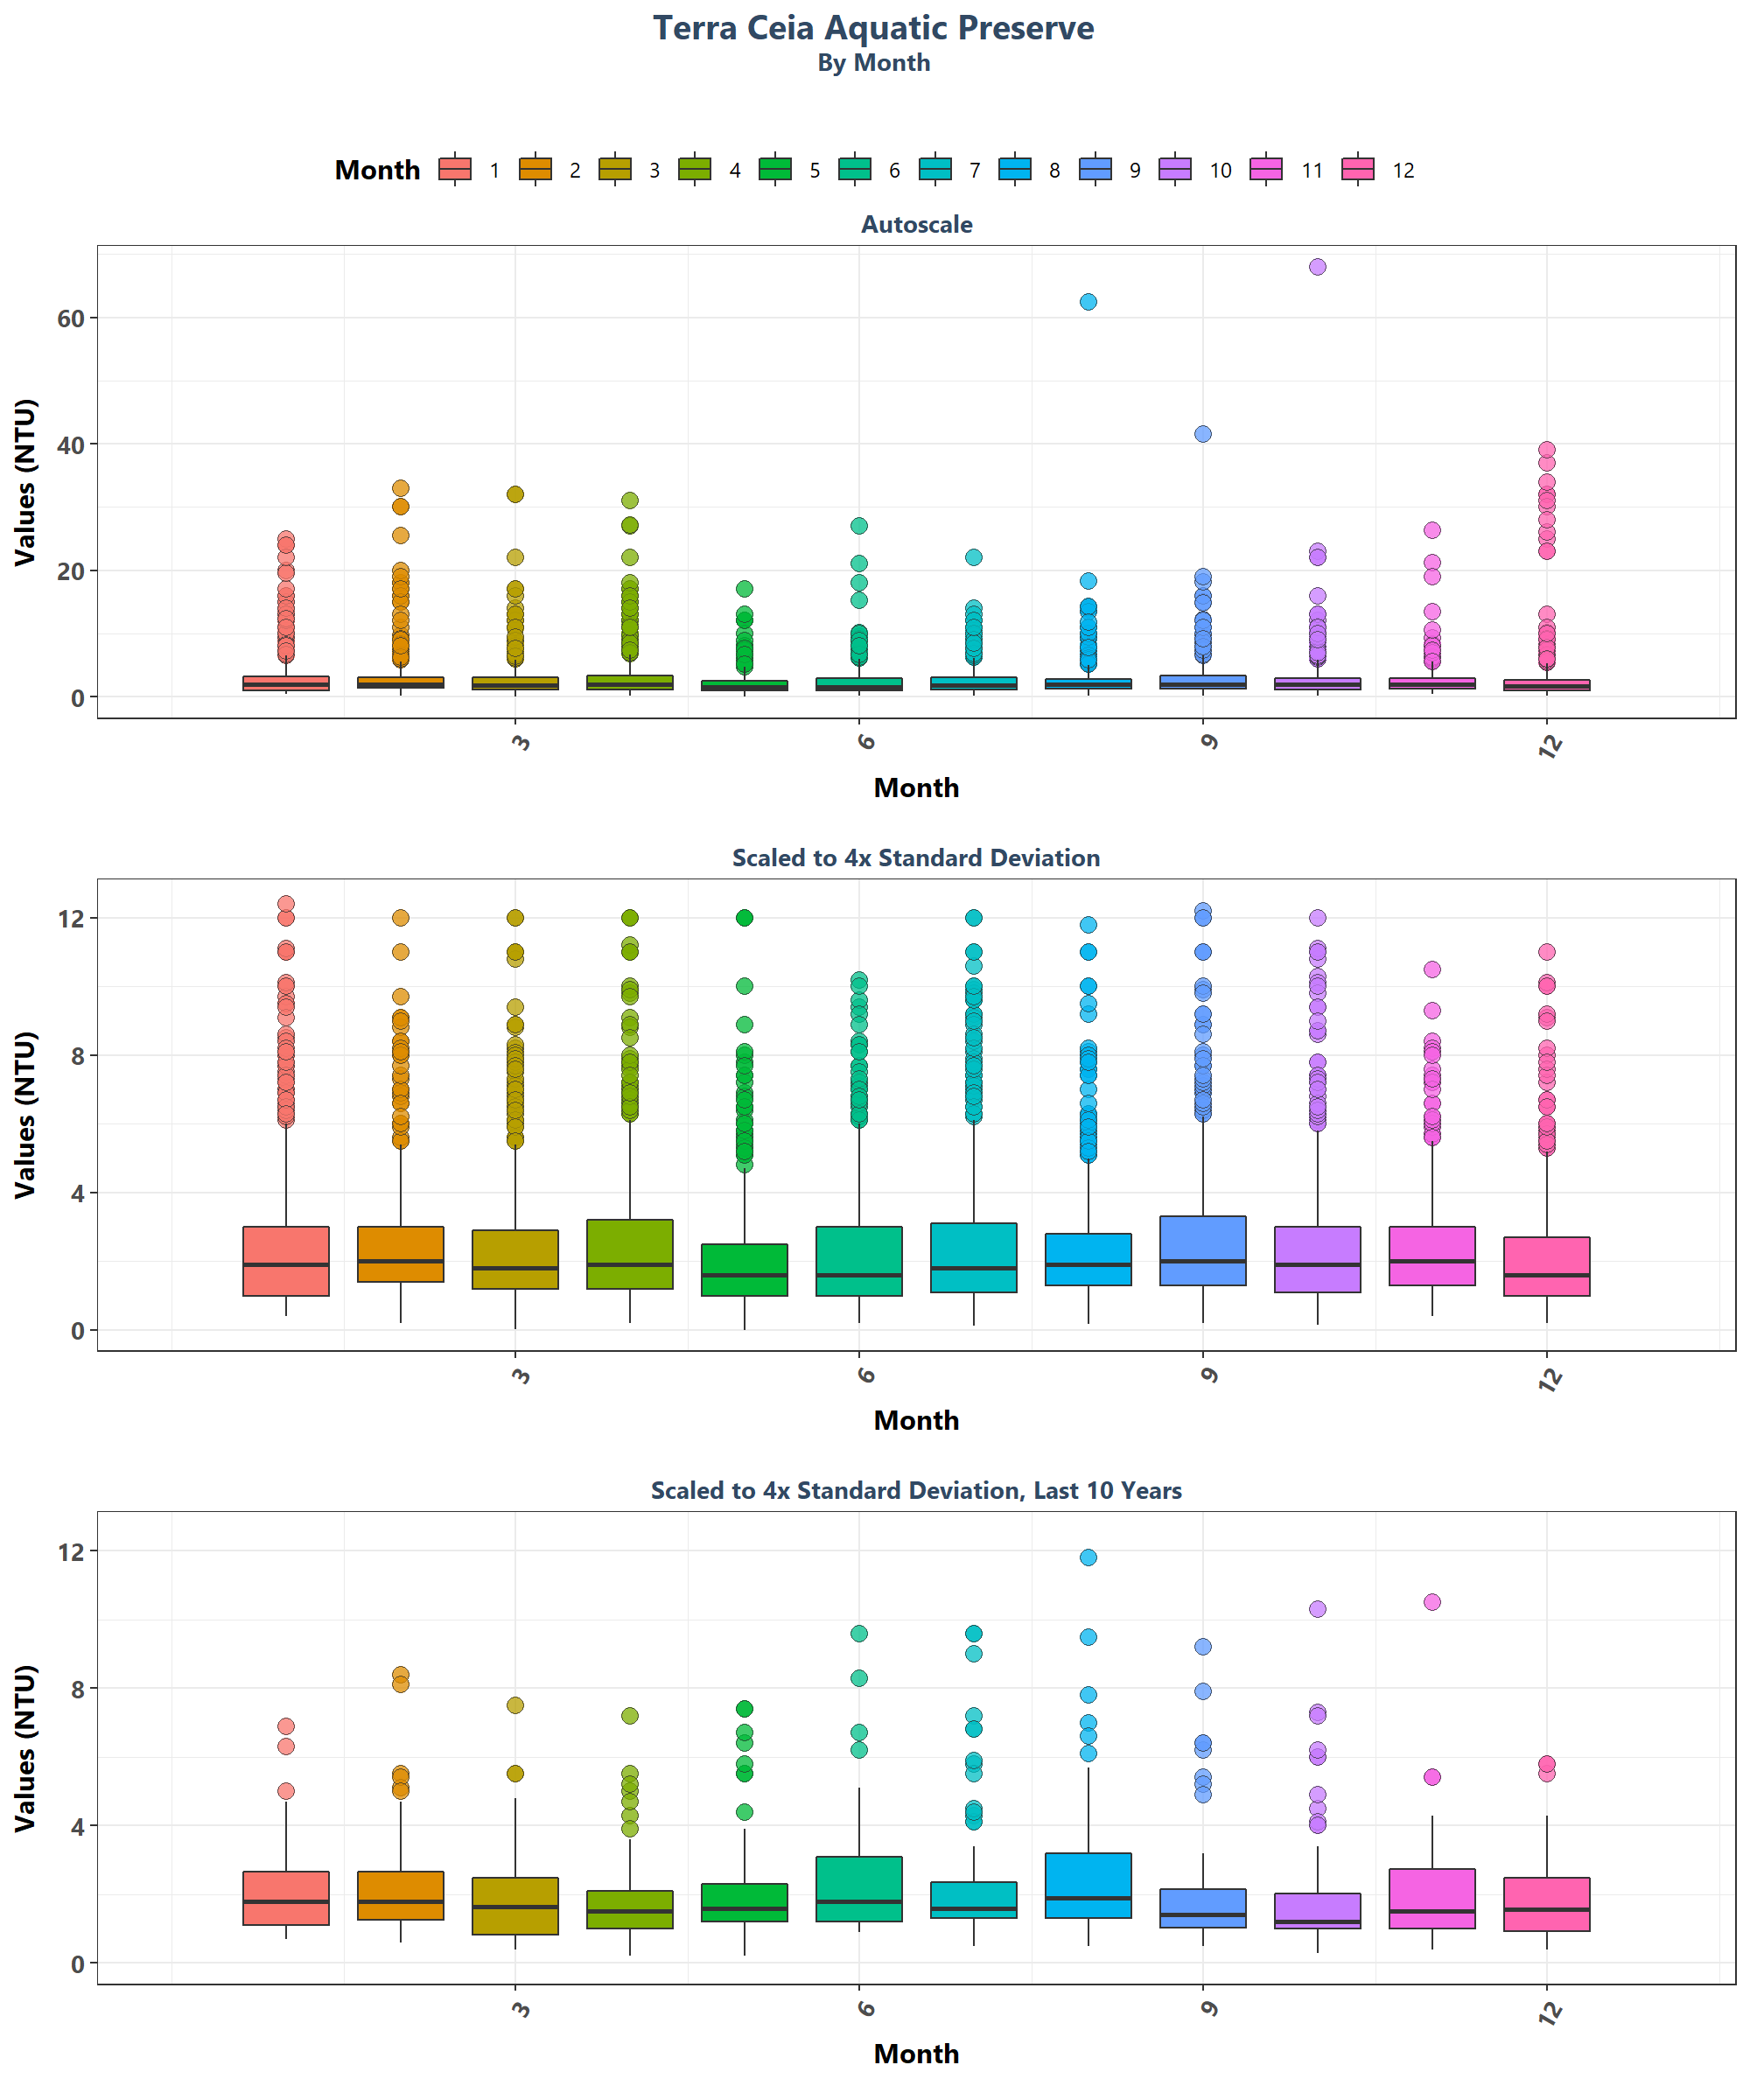 Terra Ceia Aquatic Preserve
By Month
Month 1 2 3 4 5 6 7 8 9 10 11 12
Autoscale
Values (NTU)
60
40
20
0
3 6 9 12
Month
Scaled to 4x Standard Deviation
Values (NTU)
12
8
4
0
3 6 9 12
Month
Scaled to 4x Standard Deviation, Last 10 Years
Values (NTU)
12
8
4
0
3 6 9 12
Month